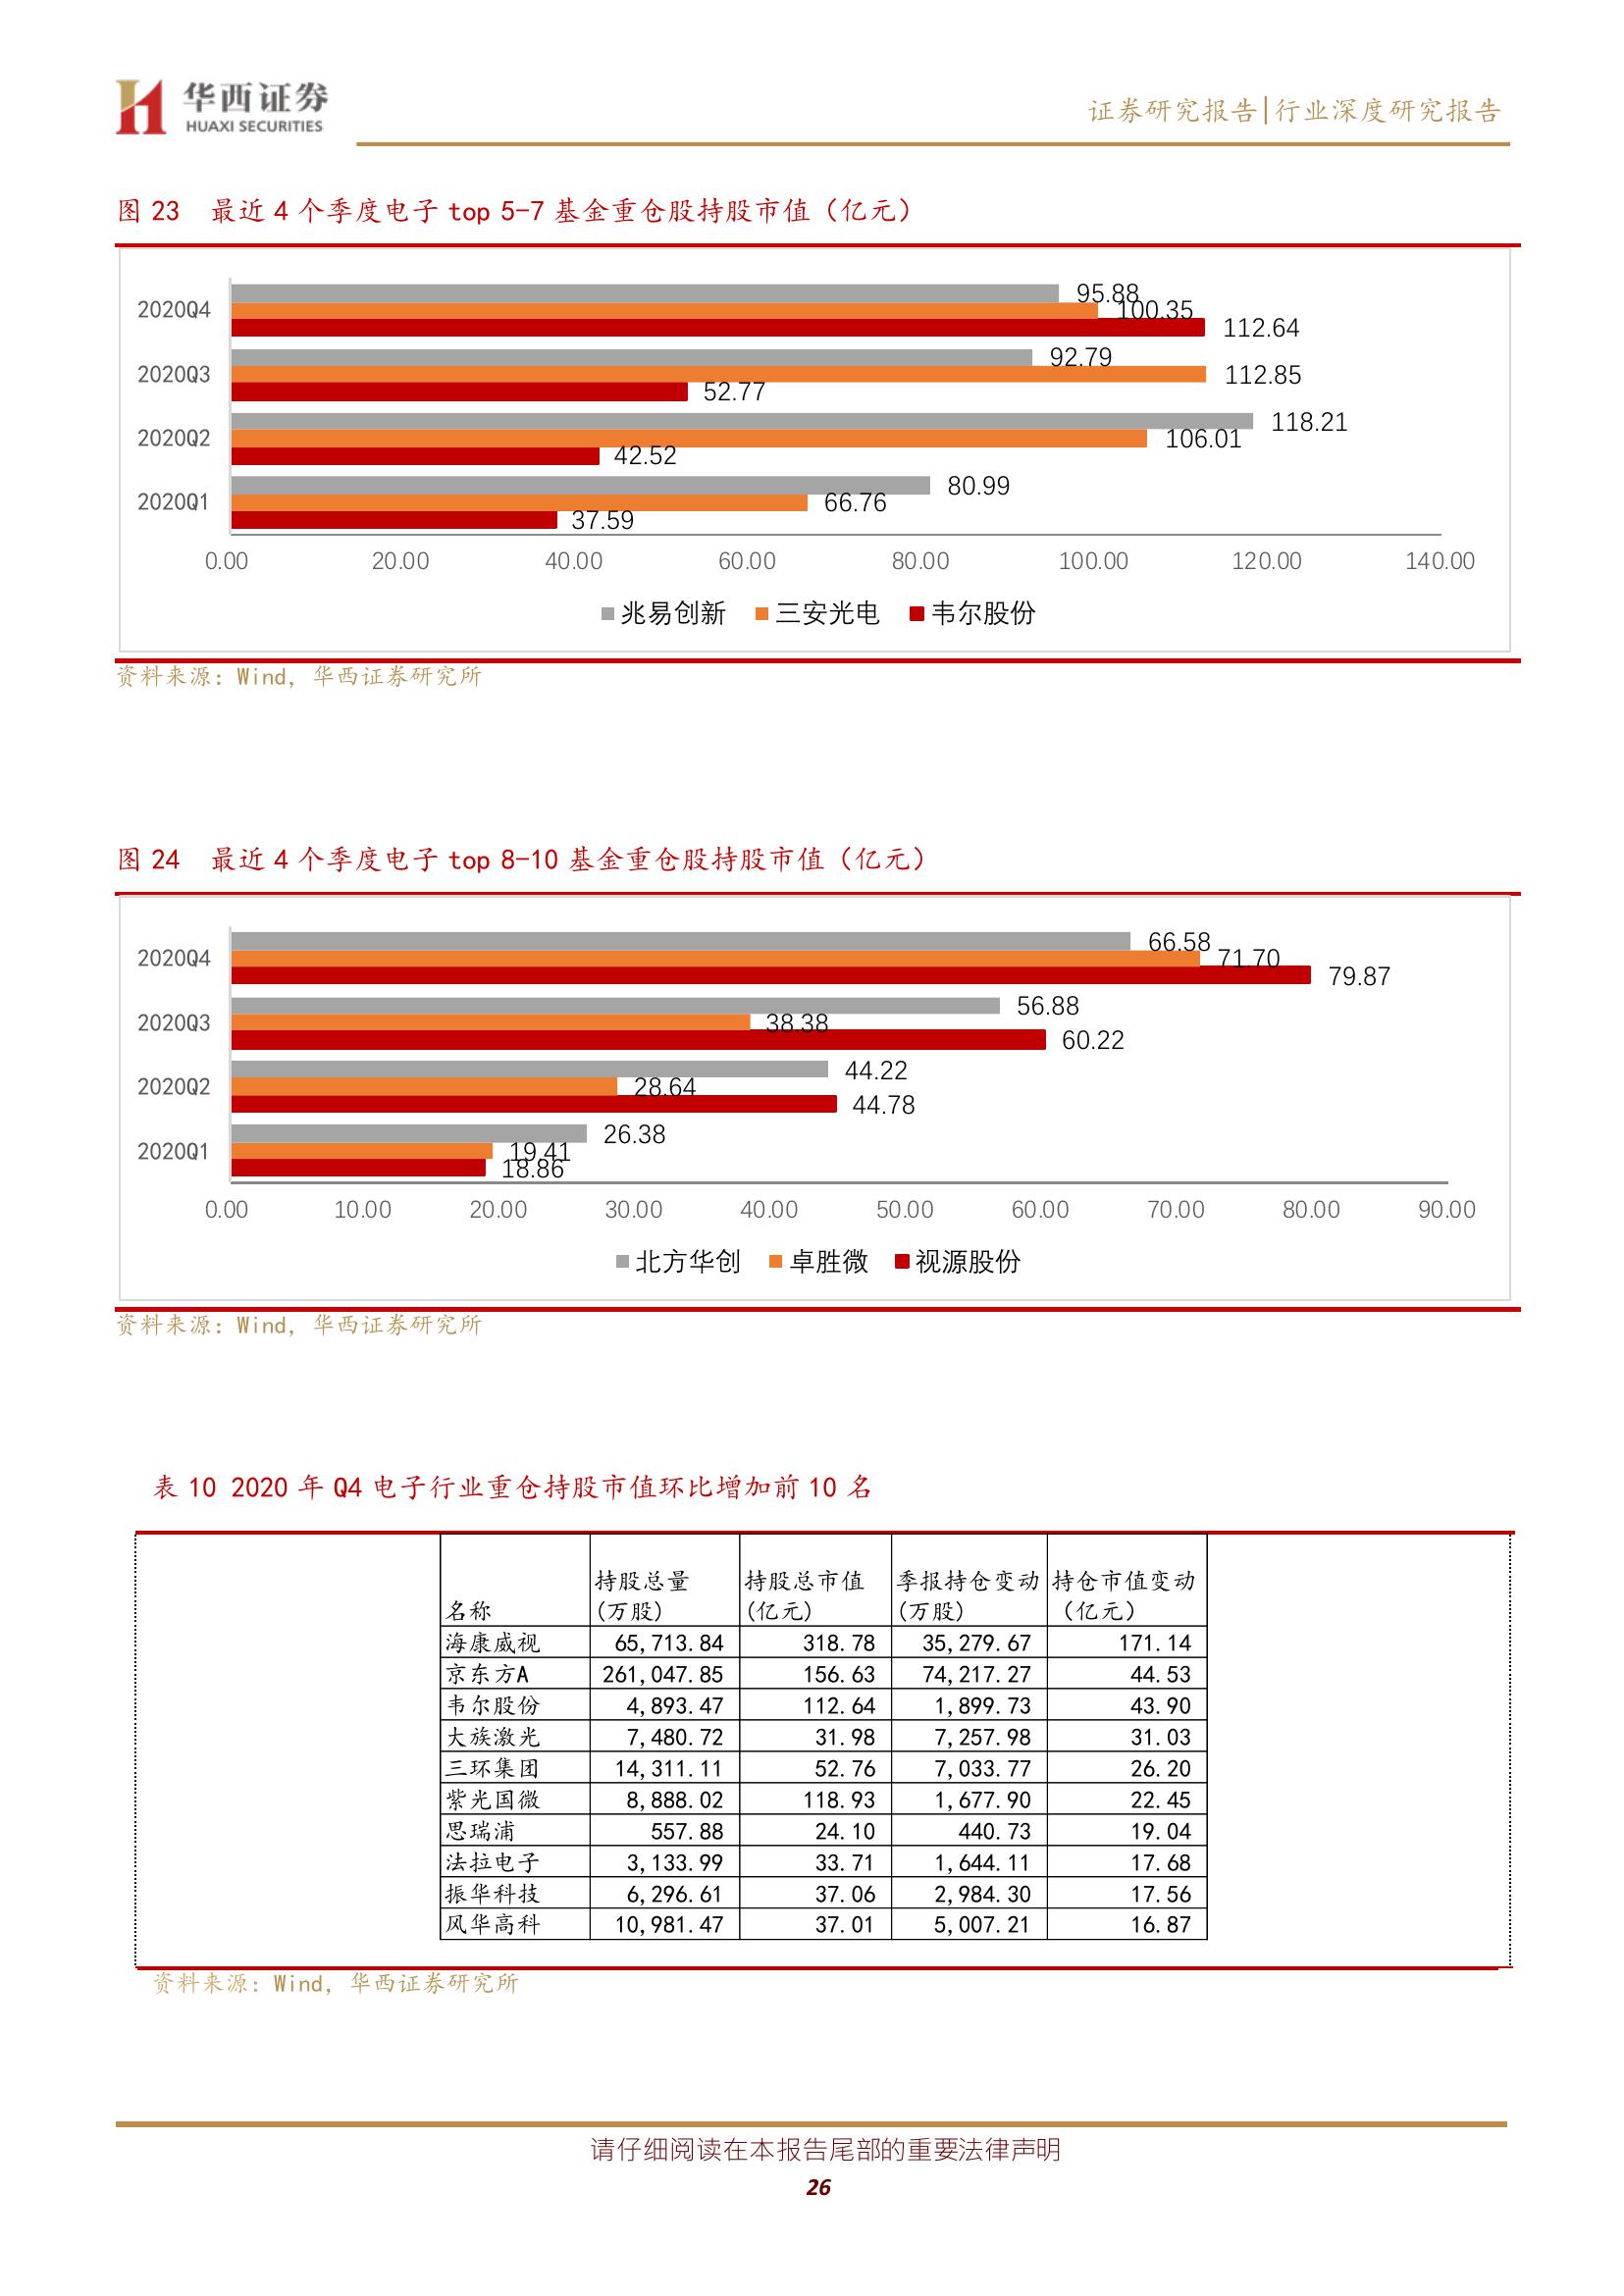 华西证券
HUAXI SECURITIES
证券研究报告|行业深度研究报告
图 23 最近 4 个季度电子 top 5-7 基金重仓股持股市值（亿元）
2020Q4 95.88 100.35 112.64
2020Q3 92.79 112.85 52.77
2020Q2 118.21 106.01 42.52
2020Q1 80.99 66.76 37.59
0.00 20.00 40.00 60.00 80.00 100.00 120.00 140.00
兆易创新 三安光电 韦尔股份
资料来源：Wind，华西证券研究所
图 24 最近 4 个季度电子 top 8-10 基金重仓股持股市值（亿元）
2020Q4 66.58 71.70 79.87
2020Q3 56.88 38.38 60.22
2020Q2 44.22 28.64 44.78
2020Q1 26.38 19.41 18.86
0.00 10.00 20.00 30.00 40.00 50.00 60.00 70.00 80.00 90.00
北方华创 卓胜微 视源股份
资料来源：Wind，华西证券研究所
表 10 2020 年 Q4 电子行业重仓持股市值环比增加前 10 名
持股总量 持股总市值 季报持仓变动 持仓市值变动
名称 (万股) (亿元) (万股) （亿元）
海康威视 65,713.84 318.78 35,279.67 171.14
京东方A 261,047.85 156.63 74,217.27 44.53
韦尔股份 4,893.47 112.64 1,899.73 43.90
大族激光 7,480.72 31.98 7,257.98 31.03
三环集团 14,311.11 52.76 7,033.77 26.20
紫光国微 8,888.02 118.93 1,677.90 22.45
思瑞浦 557.88 24.10 440.73 19.04
法拉电子 3,133.99 33.71 1,644.11 17.68
振华科技 6,296.61 37.06 2,984.30 17.56
风华高科 10,981.47 37.01 5,007.21 16.87
资料来源：Wind，华西证券研究所
请仔细阅读在本报告尾部的重要法律声明
26